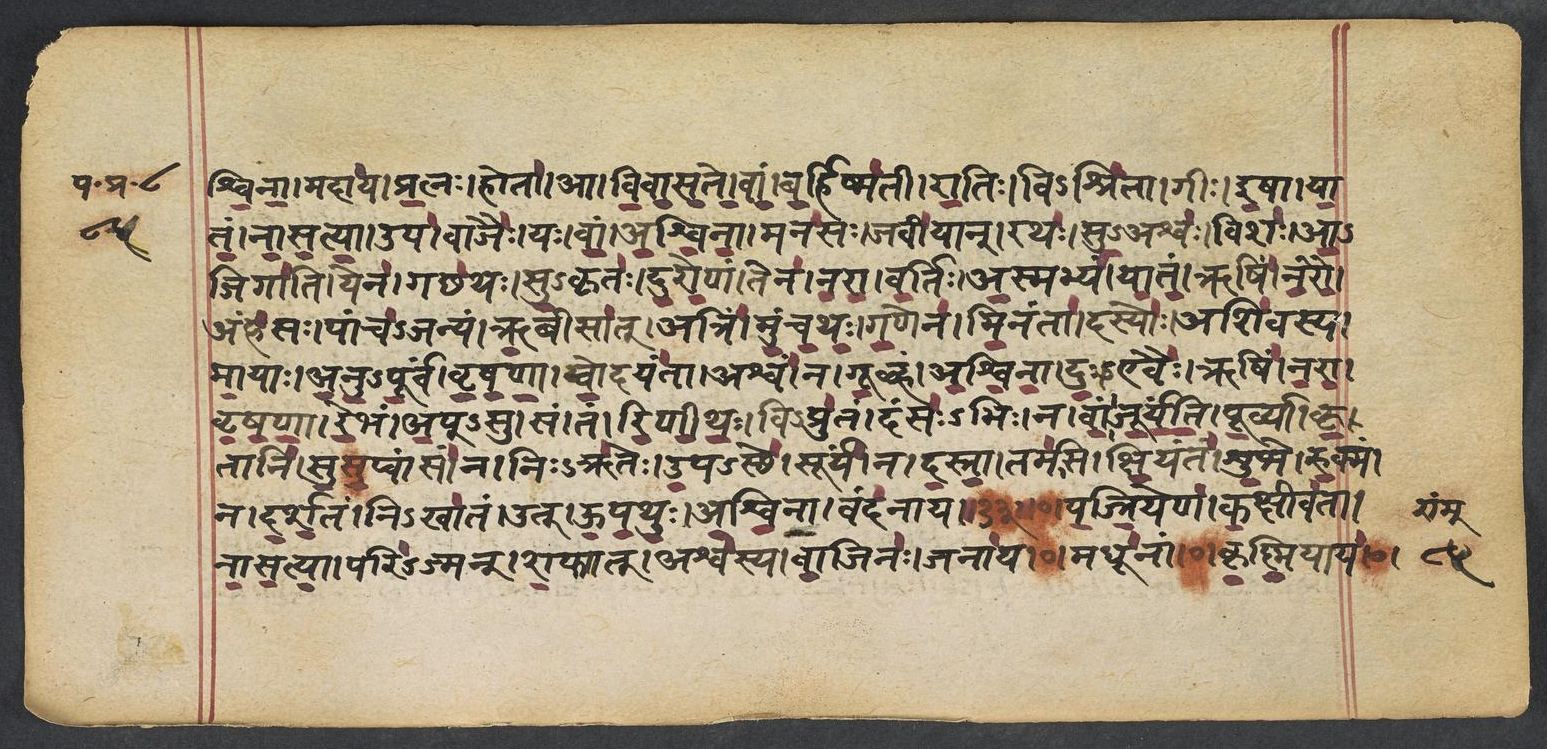 प॰ प्र॰ ८
८५
श्विना।मदाय।प्रत्नः।होता।आ।विवासते।वां।बर्हिष्मती।रातिः।विऽश्रिता।गीः।इषा।या
तं।नासत्या।उप।वाजैः।यः।वां।अश्विना।मनसः।जवीयान्।रथः।सुऽअश्वः।विशः।आऽ
जिगाति।येन।गछथः।सुऽकृतः।दुरोणं।तेन।नरा।वर्तिः।अस्मभ्यं।यातं।ऋषिं।नरौ।
अंहसः।पांचऽजन्यं।ऋबीसात्।अत्रिं।मुंचथः।गणेन।मिनंता।दस्योः।अशिवस्य।
मायाः।अनुऽपूर्वं।वृषणा।चोदयंता।अश्वं।न।गूळ्हं।अश्विना।दुःऽएवैः।ऋषिं।नरा।
वृषणा।रेभं।अप्ऽसु।सं।तं।रिणीथः।विऽप्रुतं।दंसःऽभिः।न।वां।जूर्यंति।पूर्व्या।कृ।
तानि।सुसुप्वांसं।न।निःऽऋतेः।उपऽस्थे।सूर्यं।न।दस्रा।तमसि।क्षियंतं।शुभे।रुक्मं।
न।दर्शतं।निऽखातं।उत्।ऊपथुः।अश्विना।वंदनाय।॰।पज्रियेण।कक्षीवता।
नासत्या।परिऽज्मन्।शफात्।अश्वस्य।वाजिनः।जनाय।॰।मधूनां।॰।कृष्णियाय।॰।
८५